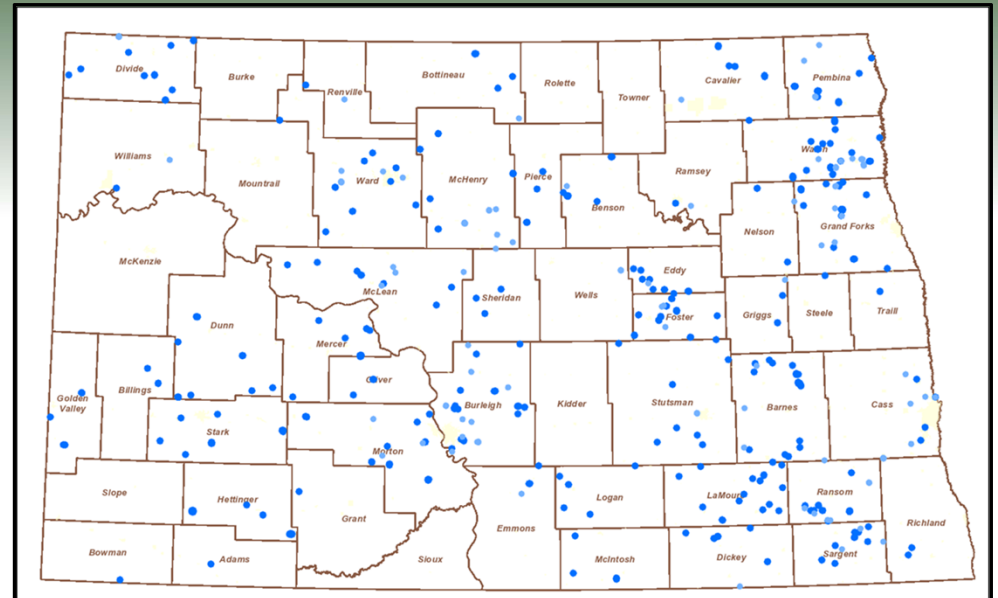 Divide
Burke
Renville
Bottineau
Rolette
Towner
Cavalier
Pembina
Williams
Mountrail
Ward
McHenry
Pierce
Benson
Ramsey
Walsh
Nelson
Grand Forks
McKenzie
McLean
Sheridan
Wells
Eddy
Foster
Griggs
Steele
Traill
Dunn
Mercer
Oliver
Golden
Valley
Billings
Stark
Morton
Burleigh
Kidder
Stutsman
Barnes
Cass
Slope
Hettinger
Grant
Emmons
Logan
LaMoure
Ransom
Richland
Bowman
Adams
Sioux
McIntosh
Dickey
Sargent